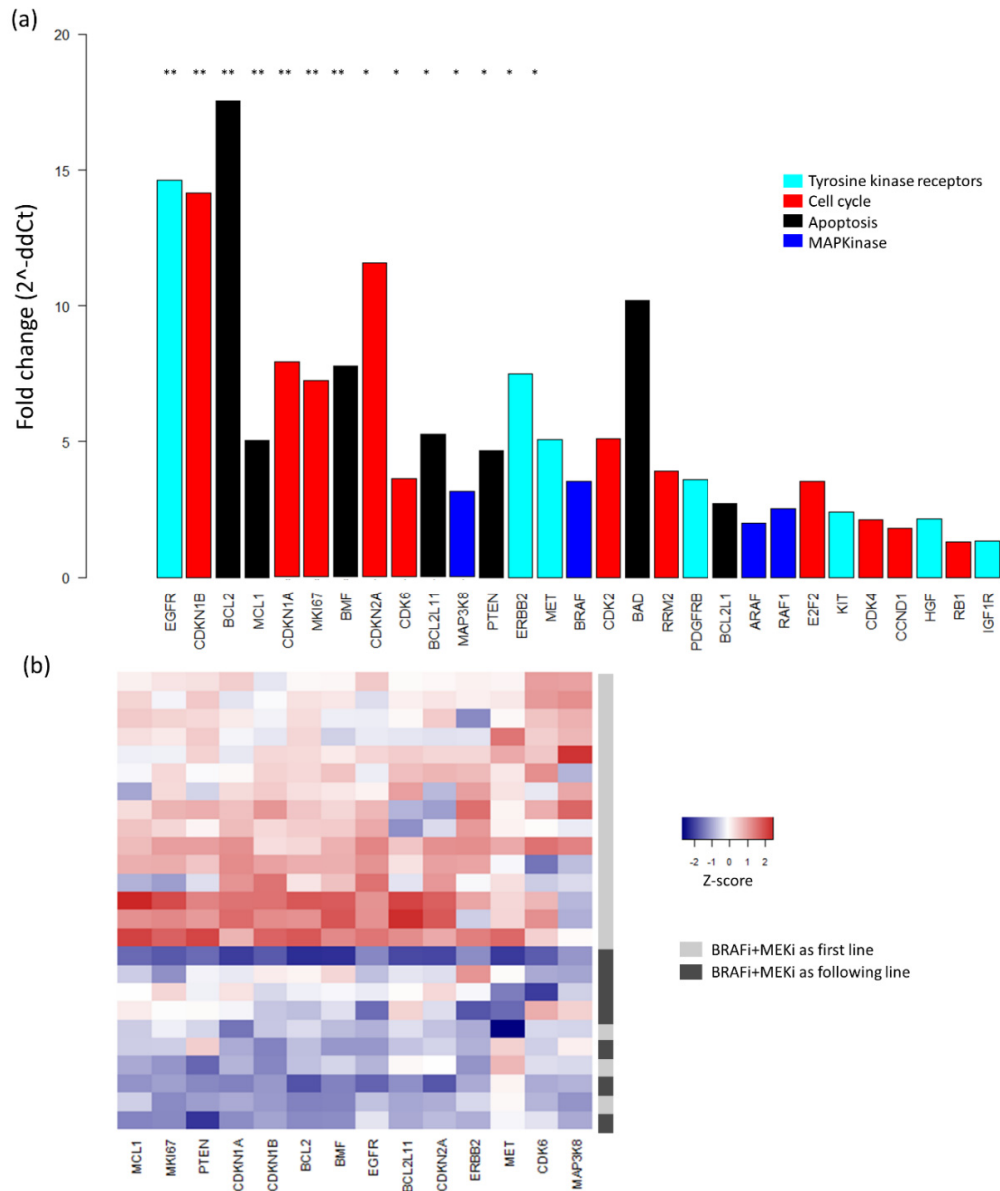 (a)
20
15
10
5
0
Fold change (2^-ddCt)
** ** ** ** ** ** ** * * * * * * *
Tyrosine kinase receptors
Cell cycle
Apoptosis
MAPKinase
EGFR CDKN1B BCL2 MCL1 CDKN1A MKI67 BMF CDKN2A CDK6 BCL2L11 MAP3K8 PTEN ERBB2 MET BRAF CDK2 BAD RRM2 PDGFRB BCL2L1 ARAF RAF1 E2F2 KIT CDK4 CCND1 HGF RB1 IGF1R
(b)
-2 -1 0 1 2
Z-score
BRAFi+MEKi as first line
BRAFi+MEKi as following line
MCL1 MKI67 PTEN CDKN1A CDKN1B BCL2 BMF EGFR BCL2L11 CDKN2A ERBB2 MET CDK6 MAP3K8